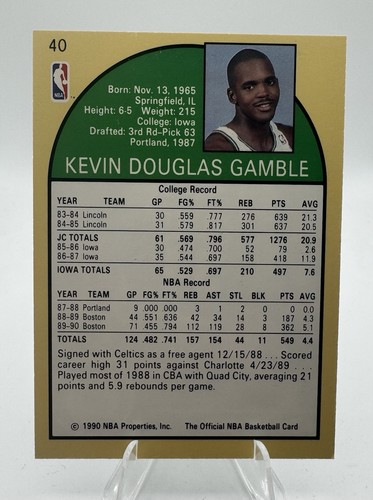 40
NBA
Born: Nov. 13, 1965
Springfield, IL
Height: 6-5 Weight: 215
College: Iowa
Drafted: 3rd Rd-Pick 63
Portland, 1987
KEVIN DOUGLAS GAMBLE
College Record
YEAR TEAM GP FG% FT% REB PTS AVG
83-84 Lincoln 30 .559 .777 276 639 21.3
84-85 Lincoln 31 .579 .817 301 637 20.5
JC TOTALS 61 .569 .796 577 1276 20.9
85-86 Iowa 30 .474 .700 52 79 2.6
86-87 Iowa 35 .544 .697 158 418 11.9
IOWA TOTALS 65 .529 .697 210 497 7.6
NBA Record
YEAR TEAM GP FG% FT% REB AST STL BLK PTS AVG
87-88 Portland 9 .000 .000 3 1 2 0 0 0.0
88-89 Boston 44 .551 .636 42 34 14 3 187 4.3
89-90 Boston 71 .455 .794 112 119 28 8 362 5.1
TOTALS 124 .482 .741 157 154 44 11 549 4.4
Signed with Celtics as a free agent 12/15/88 ... Scored
career high 31 points against Charlotte 4/23/89 ...
Played most of 1988 in CBA with Quad City, averaging 21
points and 5.9 rebounds per game.
© 1990 NBA Properties, Inc. The Official NBA Basketball Card